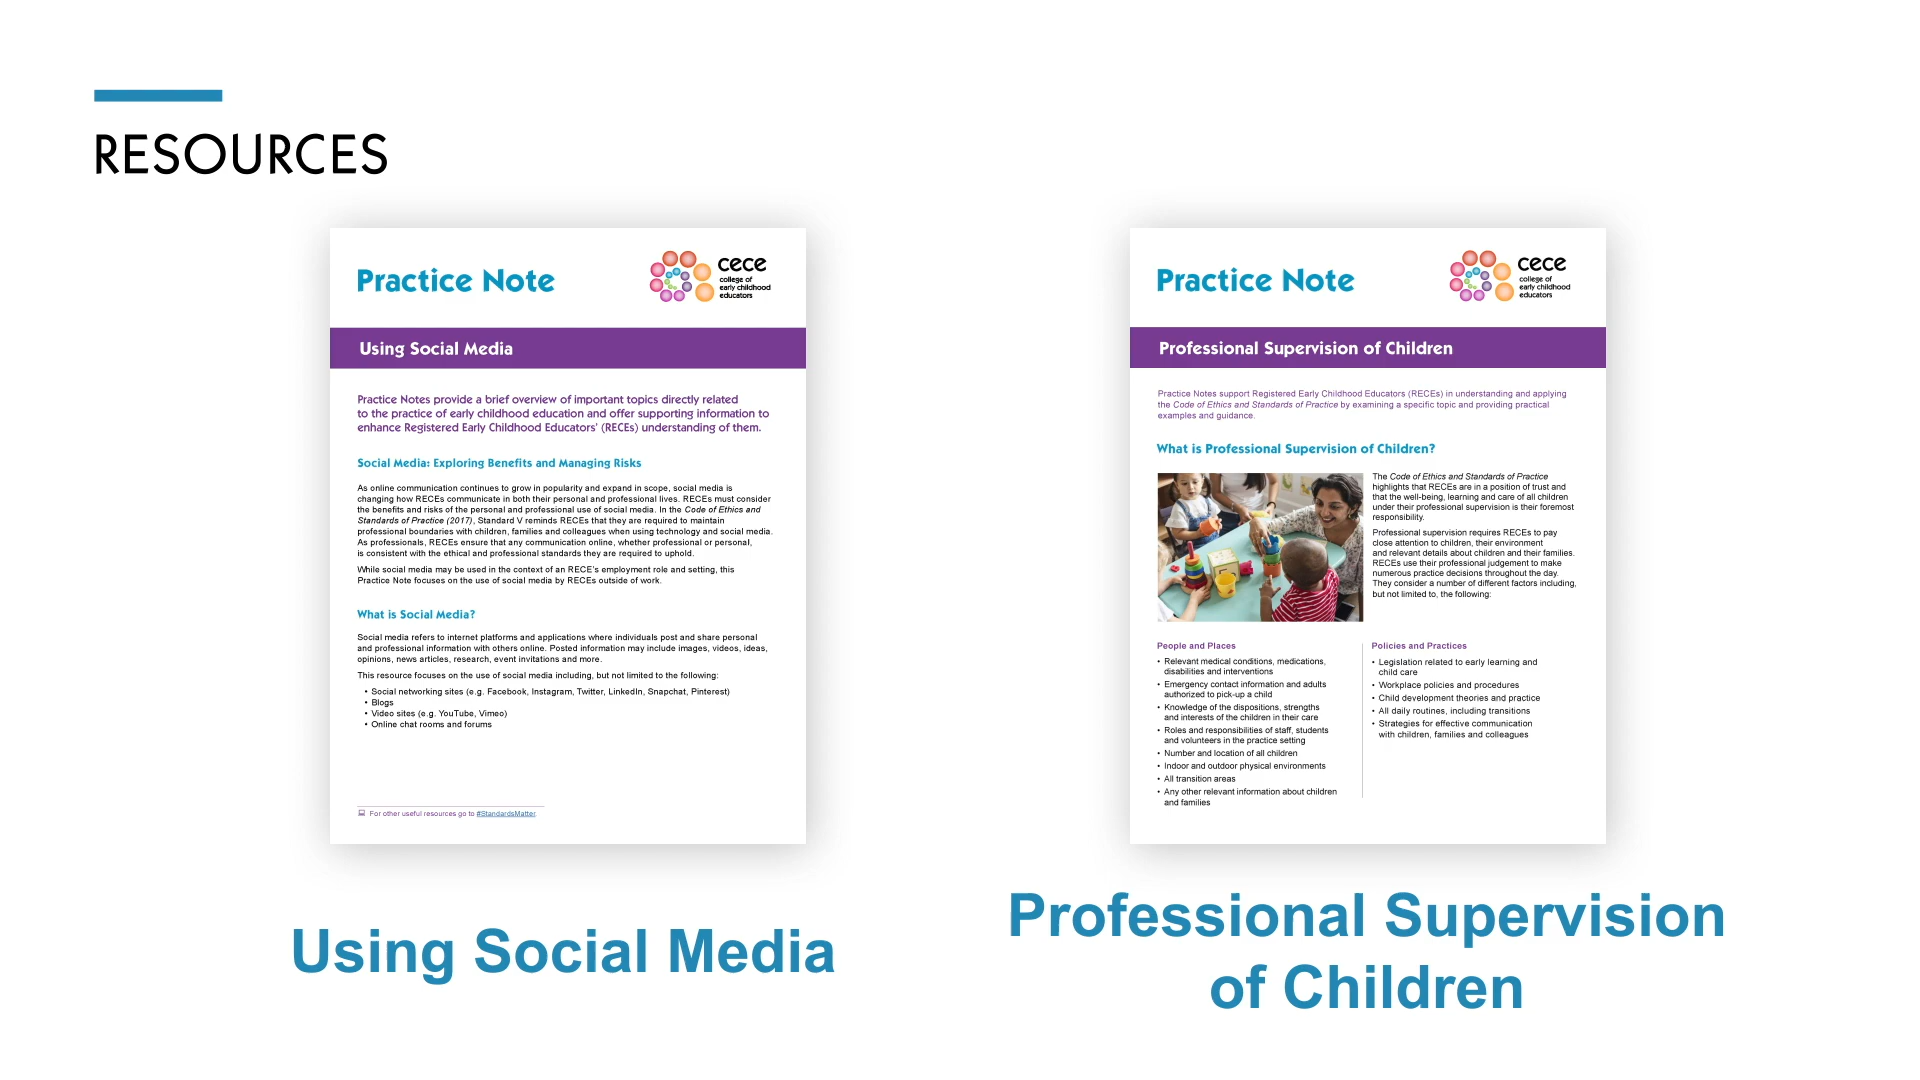 RESOURCES
Practice Note
cece
college of
early childhood
educators
Using Social Media
Practice Notes provide a brief overview of important topics directly related
to the practice of early childhood education and offer supporting information to
enhance Registered Early Childhood Educators' (RECEs) understanding of them.
Social Media: Exploring Benefits and Managing Risks
As online communication continues to grow in popularity and expand in scope, social media is
changing how RECEs communicate in both their personal and professional lives. RECEs must consider
the benefits and risks of the personal and professional use of social media. In the Code of Ethics and
Standards of Practice (2017), Standard V reminds RECEs that they are required to maintain
professional boundaries with children, families and colleagues when using technology and social media.
As professionals, RECEs ensure that any communication online, whether professional or personal,
is consistent with the ethical and professional standards they are required to uphold.
While social media may be used in the context of an RECE's employment role and setting, this
Practice Note focuses on the use of social media by RECEs outside of work.
What is Social Media?
Social media refers to internet platforms and applications where individuals post and share personal
and professional information with others online. Posted information may include images, videos, ideas,
opinions, news articles, research, event invitations and more.
This resource focuses on the use of social media including, but not limited to the following:
• Social networking sites (e.g. Facebook, Instagram, Twitter, LinkedIn, Snapchat, Pinterest)
• Blogs
• Video sites (e.g. YouTube, Vimeo)
• Online chat rooms and forums
For other useful resources go to #StandardsMatter.
Using Social Media
Practice Note
cece
college of
early childhood
educators
Professional Supervision of Children
Practice Notes support Registered Early Childhood Educators (RECEs) in understanding and applying
the Code of Ethics and Standards of Practice by examining a specific topic and providing practical
examples and guidance.
What is Professional Supervision of Children?
The Code of Ethics and Standards of Practice
highlights that RECEs are in a position of trust and
that the well-being, learning and care of all children
under their professional supervision is their foremost
responsibility.
Professional supervision requires RECEs to pay
close attention to children, their environment
and relevant details about children and their families.
RECEs use their professional judgement to make
numerous practice decisions throughout the day.
They consider a number of different factors including,
but not limited to, the following:
People and Places
• Relevant medical conditions, medications,
disabilities and interventions
• Emergency contact information and adults
authorized to pick-up a child
• Knowledge of the dispositions, strengths
and interests of the children in their care
• Roles and responsibilities of staff, students
and volunteers in the practice setting
• Number and location of all children
• Indoor and outdoor physical environments
• All transition areas
• Any other relevant information about children
and families
Policies and Practices
• Legislation related to early learning and
child care
• Workplace policies and procedures
• Child development theories and practice
• All daily routines, including transitions
• Strategies for effective communication
with children, families and colleagues
Professional Supervision
of Children